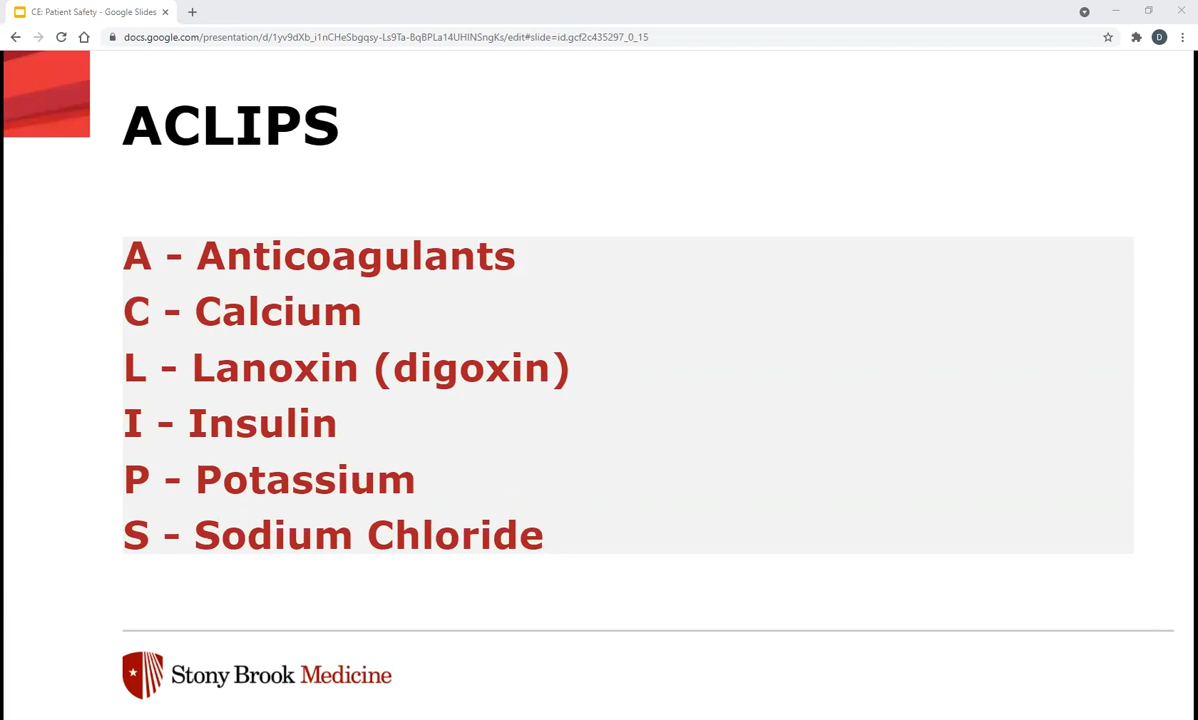 CE: Patient Safety - Google Slides
docs.google.com/presentation/d/1yv9dXb_i1nCHeSbgqsy-Ls9Ta-BqBPLa14UHINSngKs/edit#slide=id.gcf2c435297_0_15
D
ACLIPS
A - Anticoagulants
C - Calcium
L - Lanoxin (digoxin)
I - Insulin
P - Potassium
S - Sodium Chloride
Stony Brook Medicine